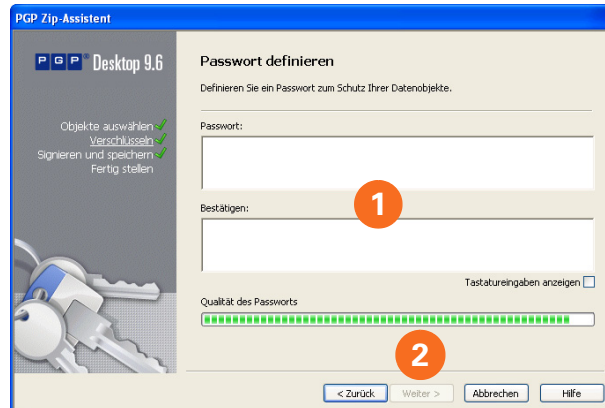 PGP Zip-Assistent
PGP® Desktop 9.6
Objekte auswählen
Verschlüsseln
Signieren und speichern
Fertig stellen
Passwort definieren
Definieren Sie ein Passwort zum Schutz Ihrer Datenobjekte.
Passwort:
1
Bestätigen:
Tastatureingaben anzeigen
Qualität des Passworts
2
< Zurück Weiter > Abbrechen Hilfe